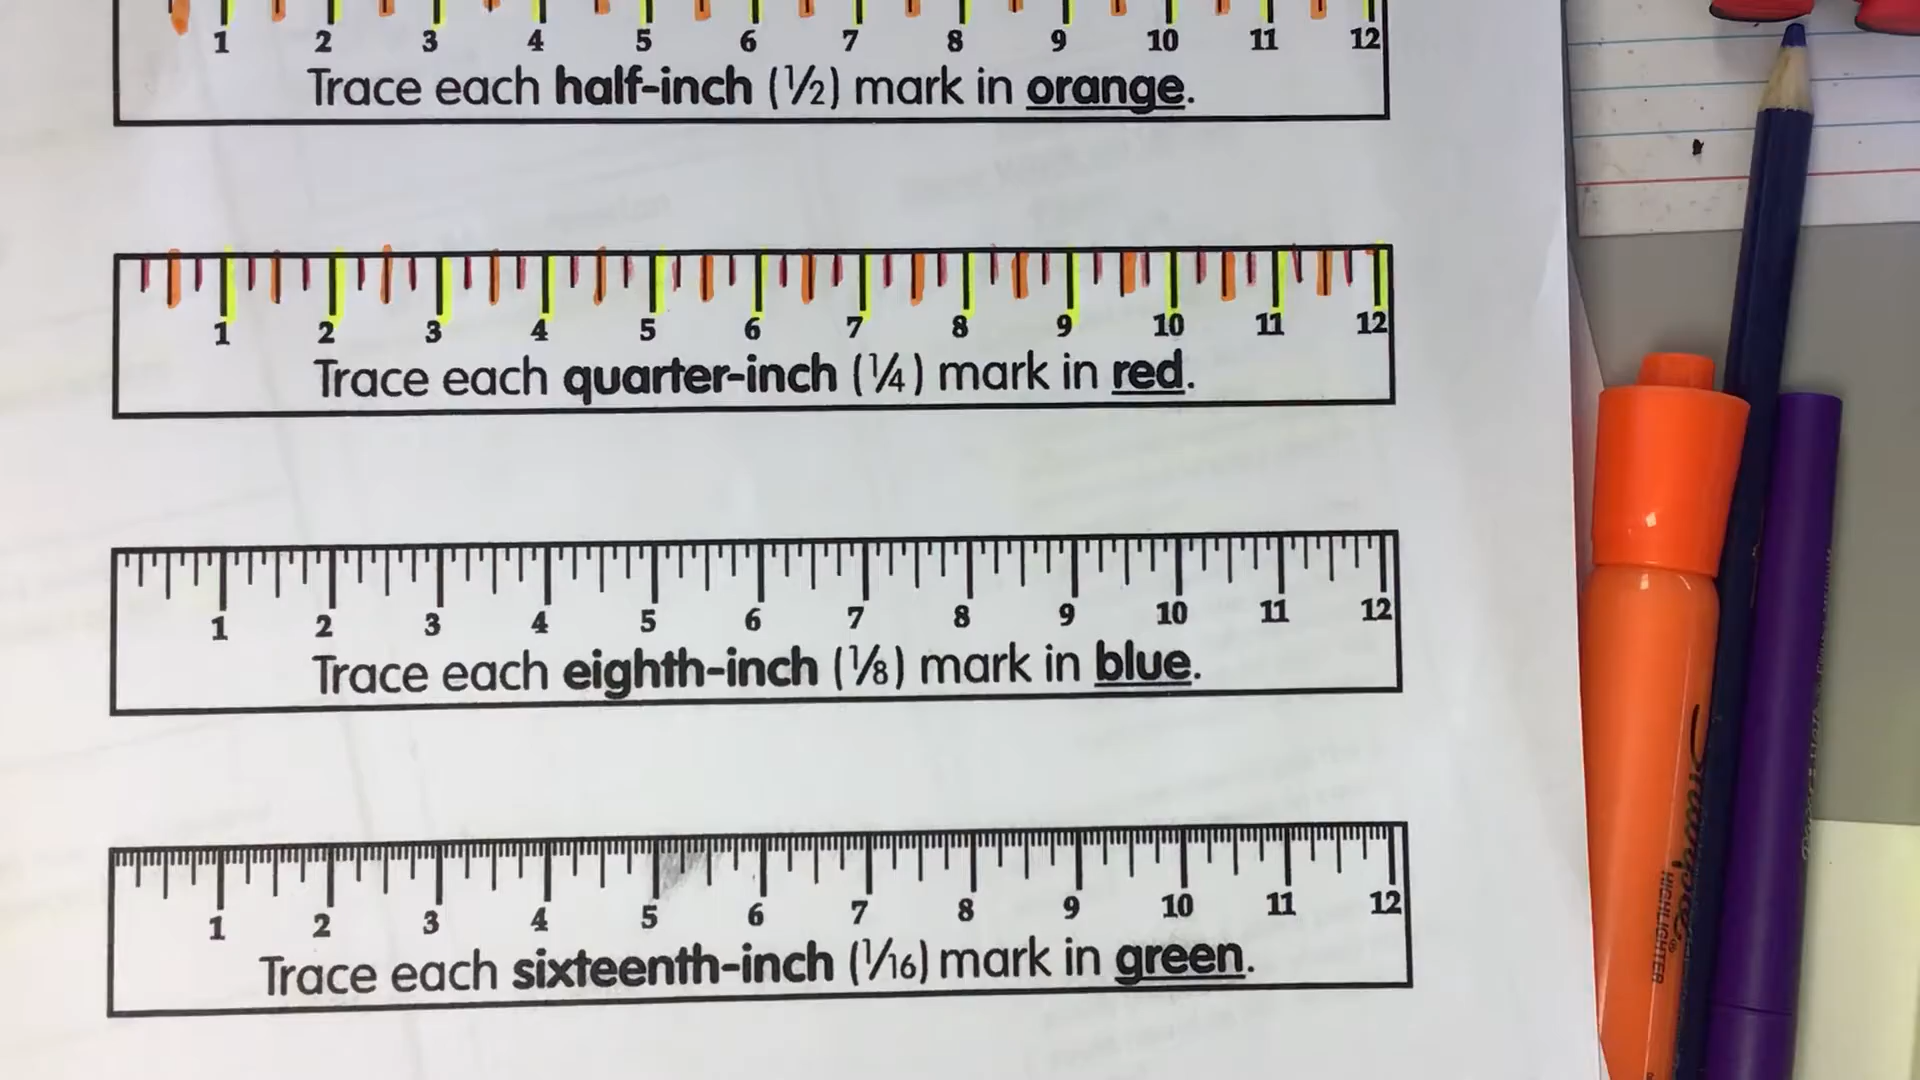 1 2 3 4 5 6 7 8 9 10 11 12
Trace each half-inch (1/2) mark in orange.
1 2 3 4 5 6 7 8 9 10 11 12
Trace each quarter-inch (1/4) mark in red.
1 2 3 4 5 6 7 8 9 10 11 12
Trace each eighth-inch (1/8) mark in blue.
1 2 3 4 5 6 7 8 9 10 11 12
Trace each sixteenth-inch (1/16) mark in green.
Sharpie
HIGHLIGHTER